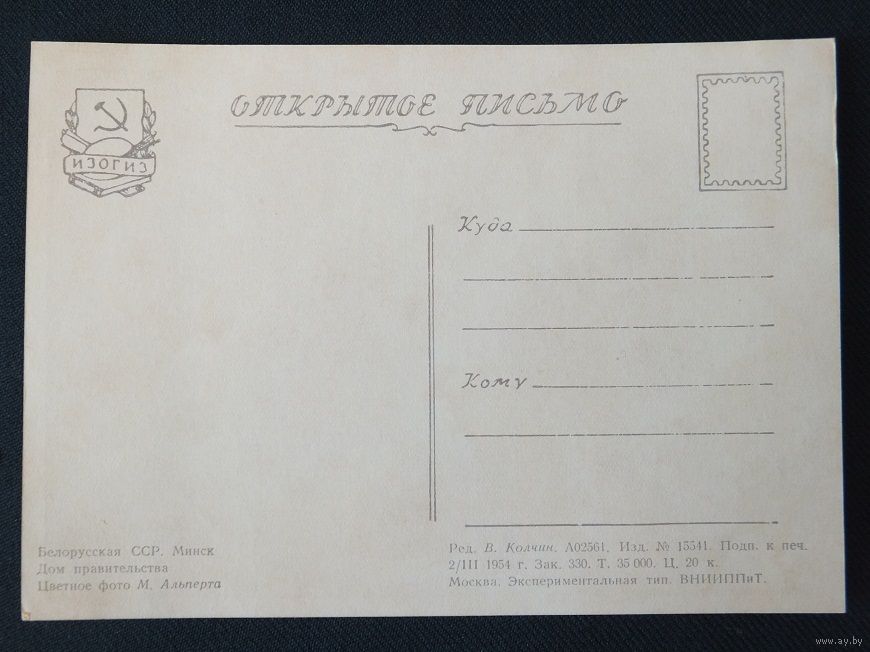 ОТКРЫТОЕ ПИСЬМО
ИЗОГИЗ
Куда
Кому
Белорусская ССР. Минск
Дом правительства
Цветное фото М. Альперта
Ред. В. Колчин. А02561. Изд. № 15541. Подп. к печ.
2/III 1954 г. Зак. 330. Т. 35 000. Ц. 20 к.
Москва. Экспериментальная тип. ВНИИППиТ.
www.ay.by